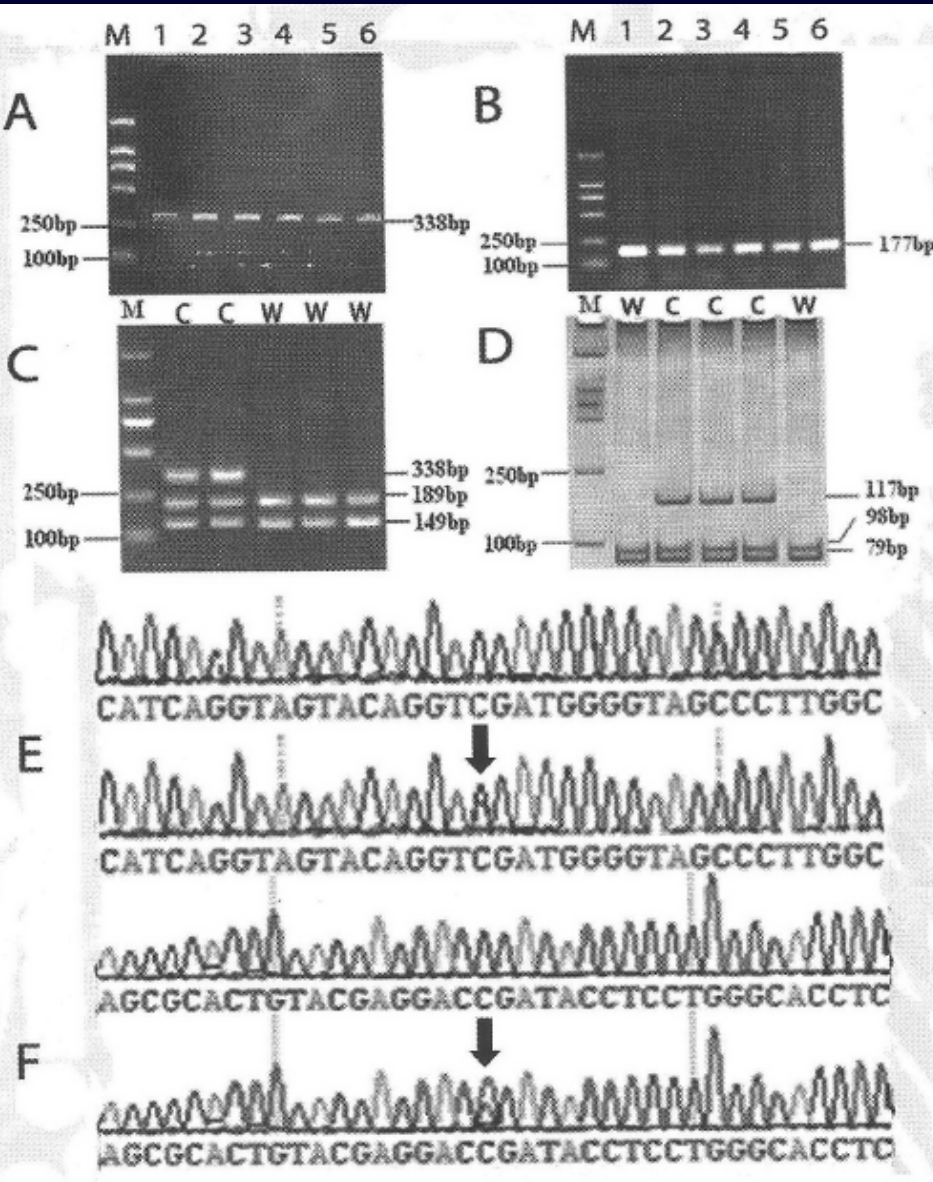 M 1 2 3 4 5 6
A
250bp
100bp
338bp
M 1 2 3 4 5 6
B
250bp
100bp
177bp
M C C W W W
C
250bp
100bp
338bp
189bp
149bp
M W C C C W
D
250bp
100bp
117bp
98bp
79bp
CATCAGGTAGTACAGGTCGATGGGGTAGCCCTTGGC
E
CATCAGGTAGTACAGGTCGATGGGGTAGCCCTTGGC
AGCGCACTGTACGAGGACCGATACCTCCTGGGCACCTC
F
AGCGCACTGTACGAGGACCGATACCTCCTGGGCACCTC